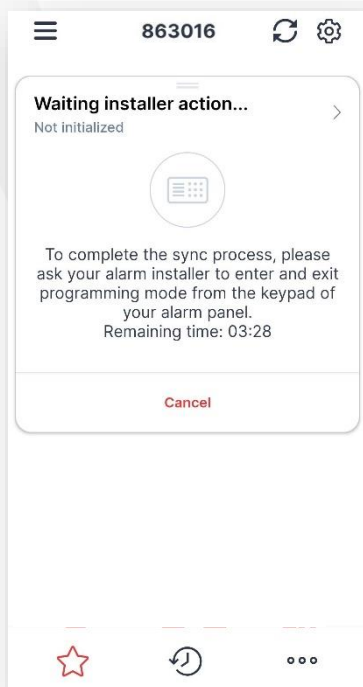 863016
Waiting installer action...
Not initialized
To complete the sync process, please
ask your alarm installer to enter and exit
programming mode from the keypad of
your alarm panel.
Remaining time: 03:28
Cancel